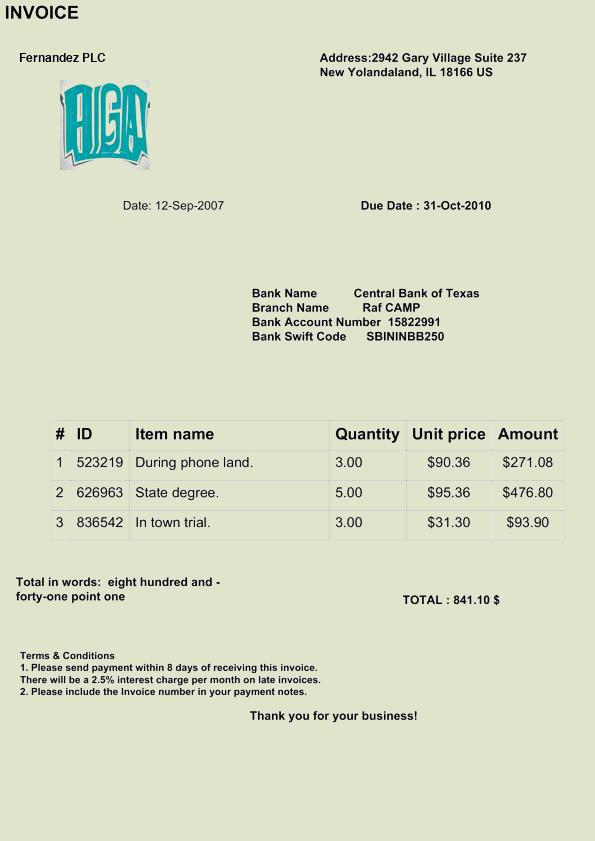 INVOICE
Fernandez PLC
Address:2942 Gary Village Suite 237
New Yolandaland, IL 18166 US
AIGA
Date: 12-Sep-2007
Due Date : 31-Oct-2010
Bank Name Central Bank of Texas
Branch Name Raf CAMP
Bank Account Number 15822991
Bank Swift Code SBININBB250
# ID Item name Quantity Unit price Amount
1 523219 During phone land. 3.00 $90.36 $271.08
2 626963 State degree. 5.00 $95.36 $476.80
3 836542 In town trial. 3.00 $31.30 $93.90
Total in words: eight hundred and -
forty-one point one
TOTAL : 841.10 $
Terms & Conditions
1. Please send payment within 8 days of receiving this invoice.
There will be a 2.5% interest charge per month on late invoices.
2. Please include the Invoice number in your payment notes.
Thank you for your business!